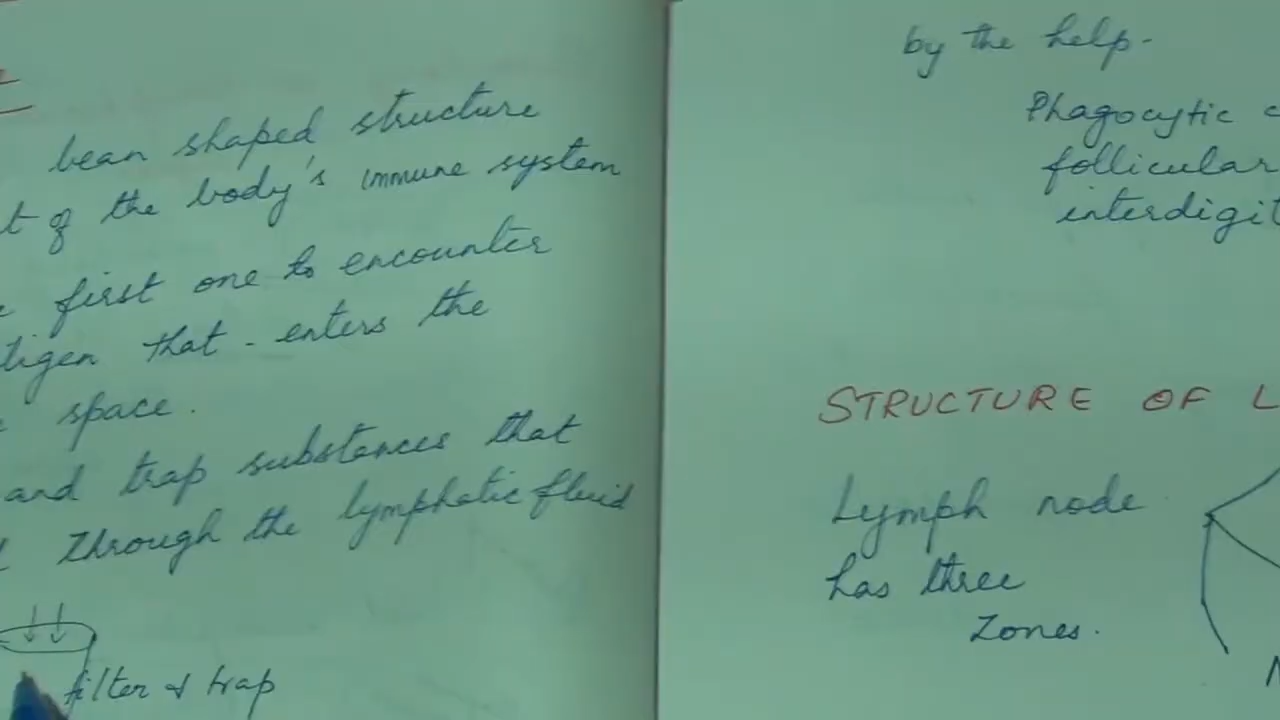 bean shaped structure
of the body's immune system
first one to encounter
tigen that - enters the
space.
and trap substances that
through the lymphatic fluid
filter & trap
by the help.
Phagocytic c
follicular
interdigit
STRUCTURE OF L
Lymph node
has three
zones.